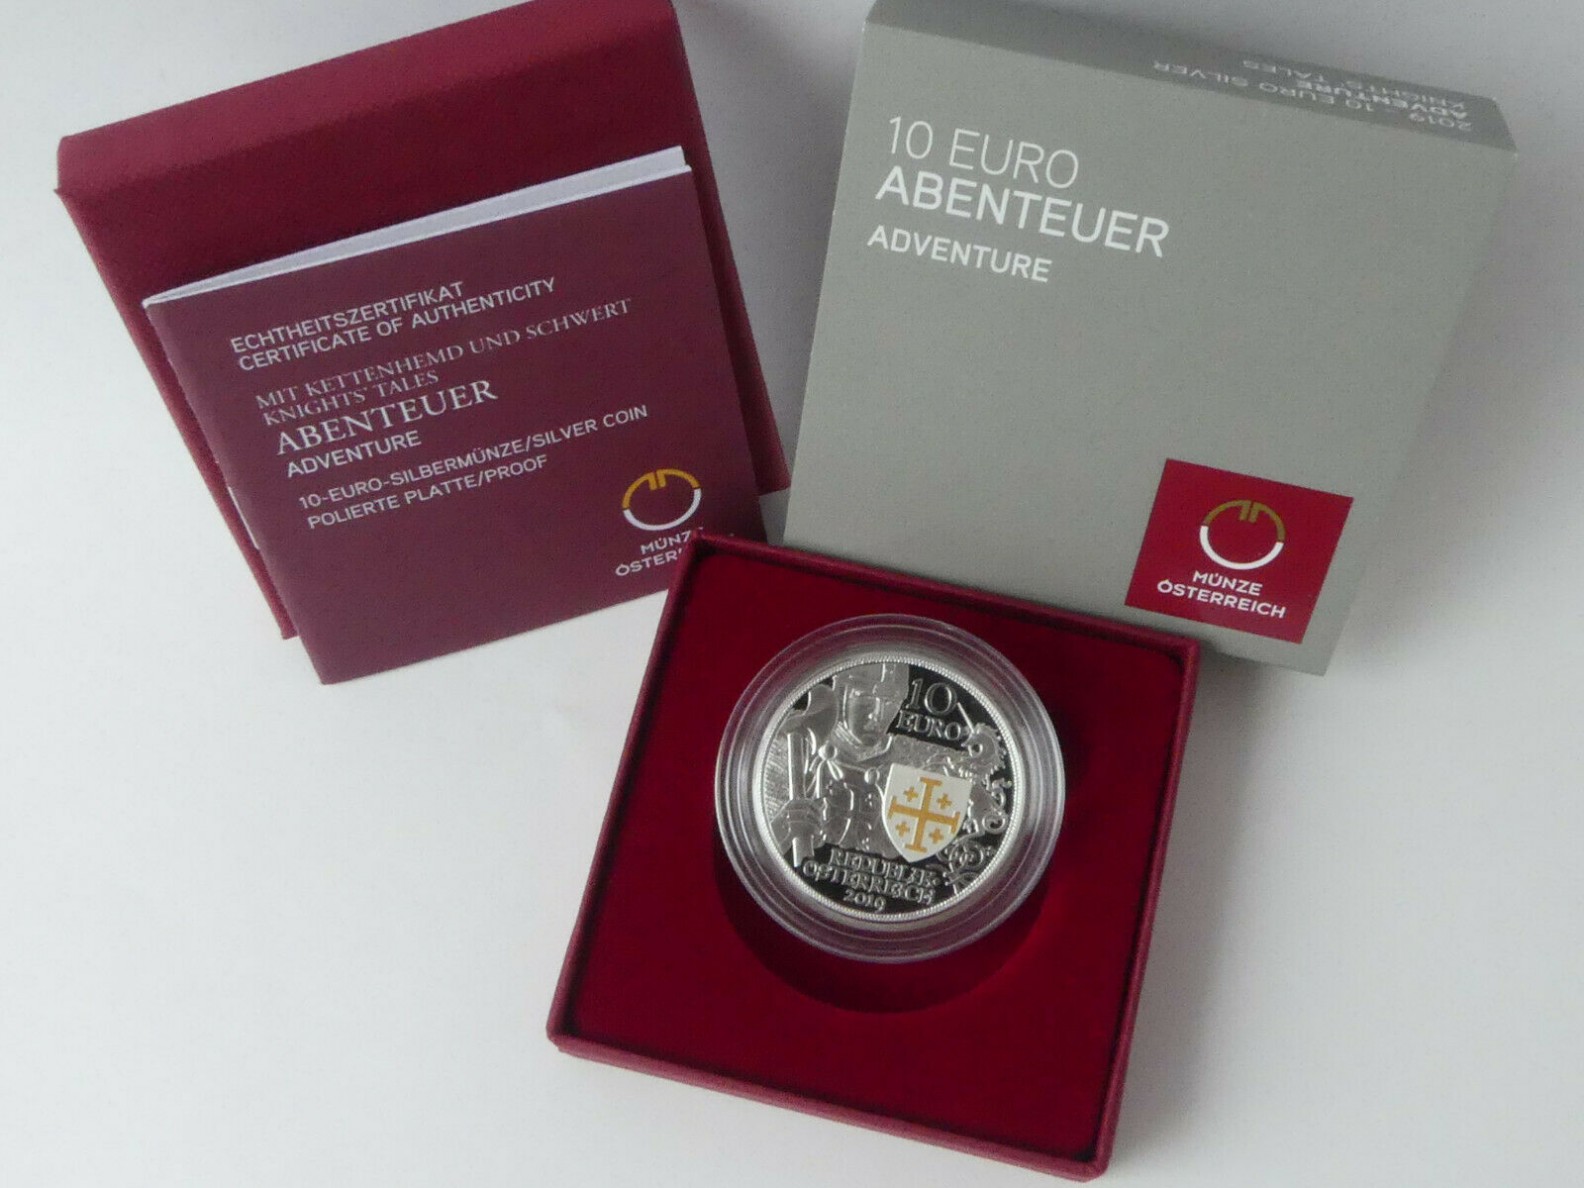 ECHTHEITSZERTIFIKAT
CERTIFICATE OF AUTHENTICITY
MIT KETTENHEMD UND SCHWERT
KNIGHTS' TALES
ABENTEUER
ADVENTURE
10-EURO-SILBERMÜNZE/SILVER COIN
POLIERTE PLATTE/PROOF
MÜNZ
ÖSTER
2019 – 10 EURO SILVER
ADVENTURE
KNIGHTS' TALES
10 EURO
ABENTEUER
ADVENTURE
MÜNZE
ÖSTERREICH
10
EURO
REPUBLIK
ÖSTERREICH
2019